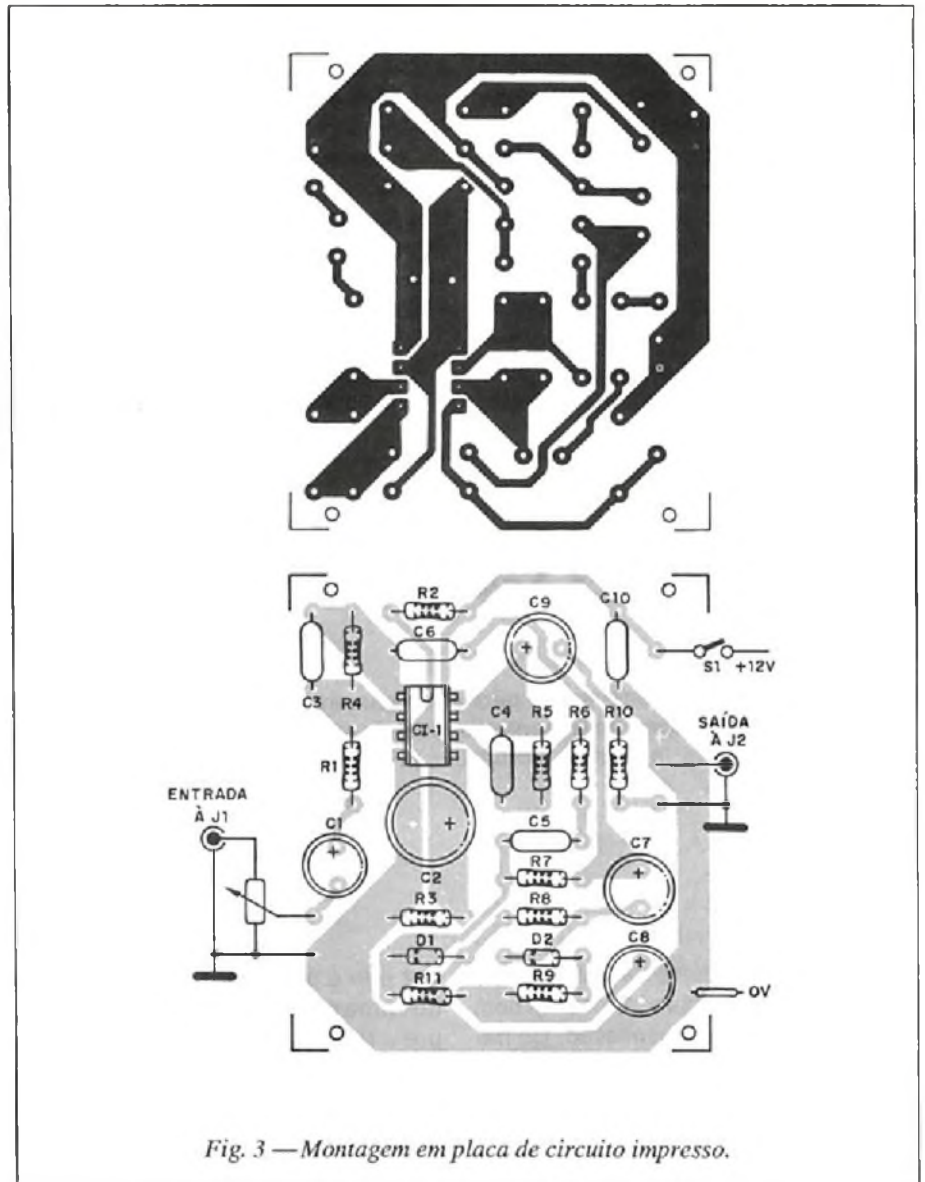 R2
C9
C10
C6
S1 +12V
C3
R4
CI-1
C4
R5
R6
R10
SAÍDA
À J2
R1
ENTRADA
À J1
C1
C5
C2
R7
C7
R3
R8
D1
D2
C8
R11
R9
0V
+
+
+
+
+
Fig. 3 — Montagem em placa de circuito impresso.